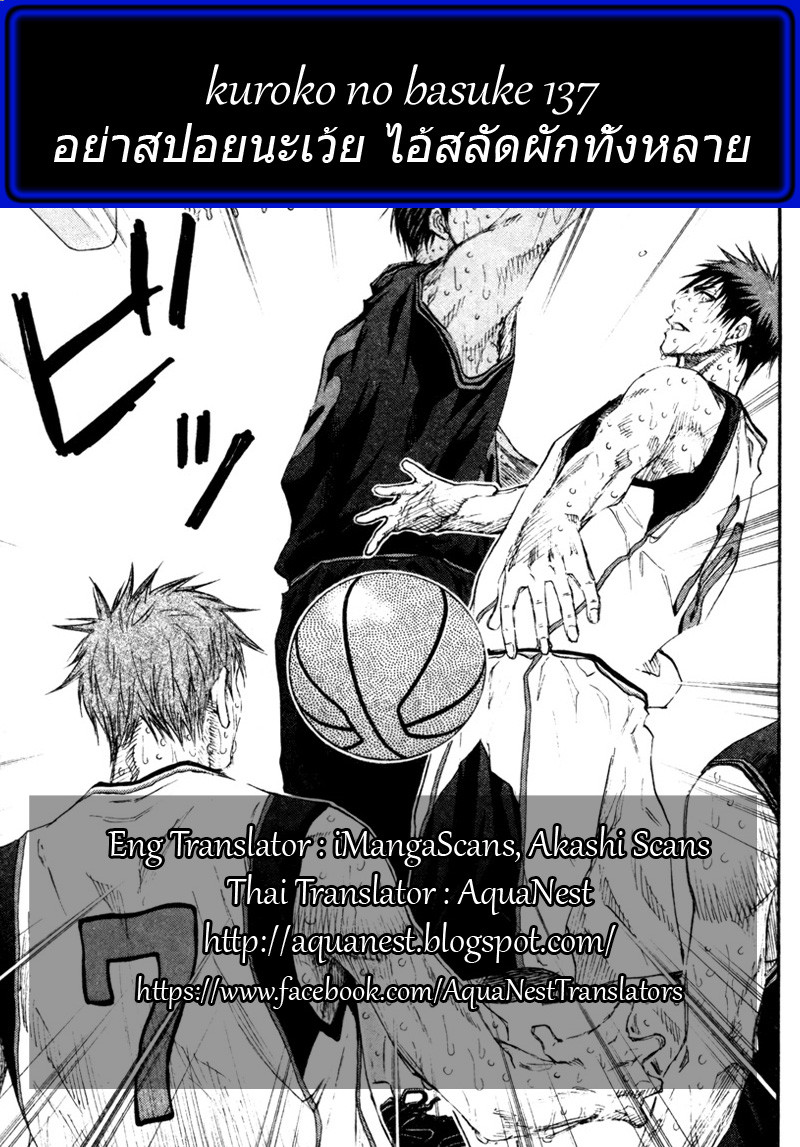 kuroko no basuke 137
อย่าสปอยนะเว้ย ไอ้สลัดผักทั้งหลาย
ビッ
7
Eng Translator : iMangaScans, Akashi Scans
Thai Translator : AquaNest
http://aquanest.blogspot.com/
https://www.facebook.com/AquaNestTranslators